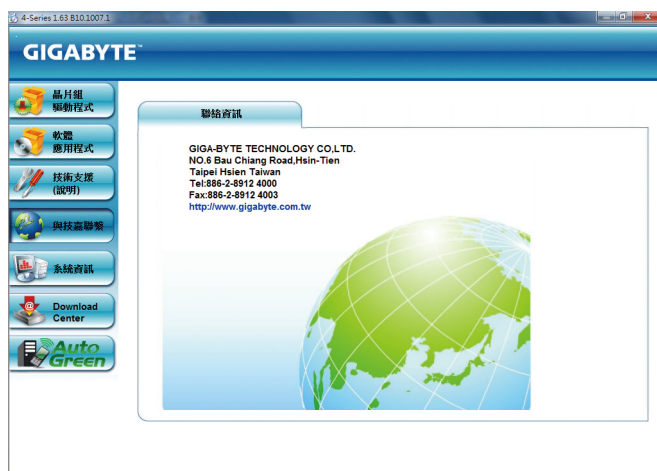 4-Series 1.63 B10.1007.1
GIGABYTE™
晶片組
驅動程式
軟體
應用程式
技術支援
(說明)
與技嘉聯繫
系統資訊
Download
Center
Auto
Green
聯絡資訊
GIGA-BYTE TECHNOLOGY CO,LTD.
NO.6 Bau Chiang Road,Hsin-Tien
Taipei Hsien Taiwan
Tel:886-2-8912 4000
Fax:886-2-8912 4003
http://www.gigabyte.com.tw